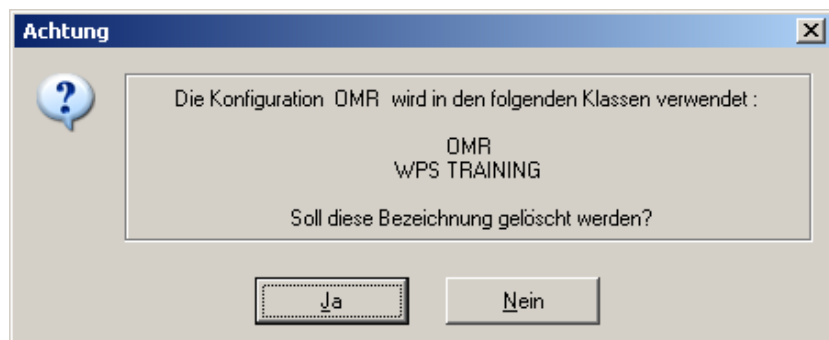 Achtung
Die Konfiguration OMR wird in den folgenden Klassen verwendet :
OMR
WPS TRAINING
Soll diese Bezeichnung gelöscht werden?
Ja
Nein